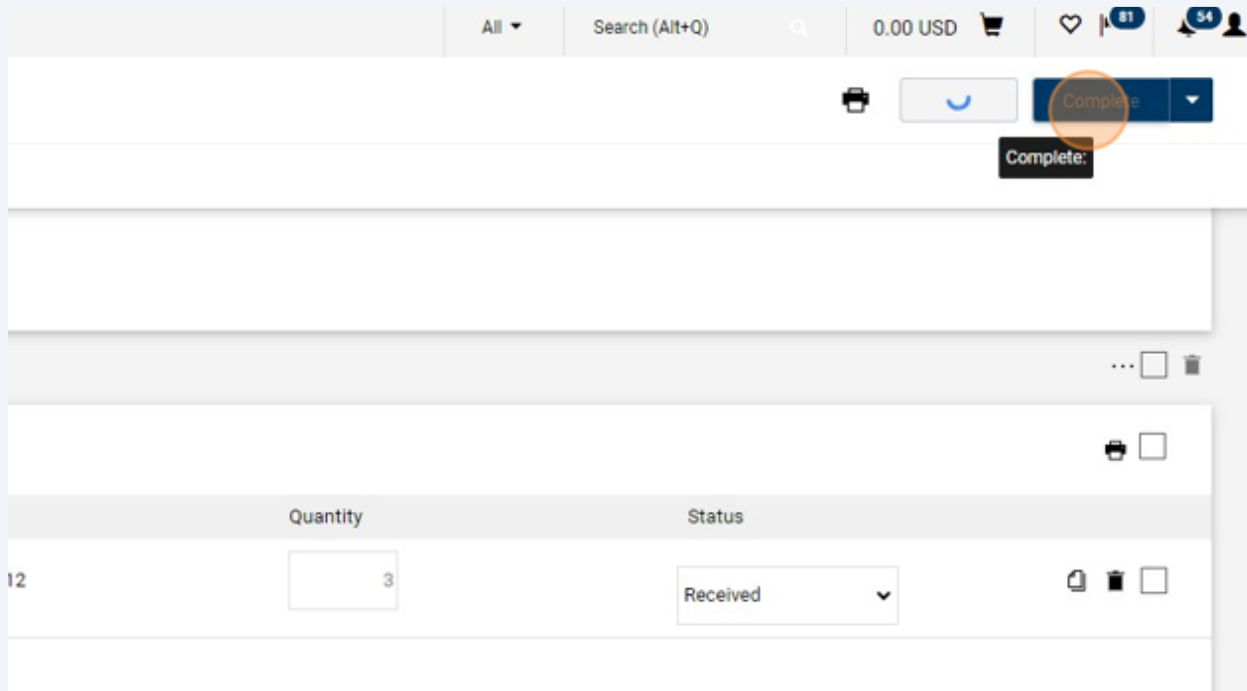 All Search (Alt+Q) 0.00 USD 81 54
Complete
Complete:
Quantity Status
12 3 Received